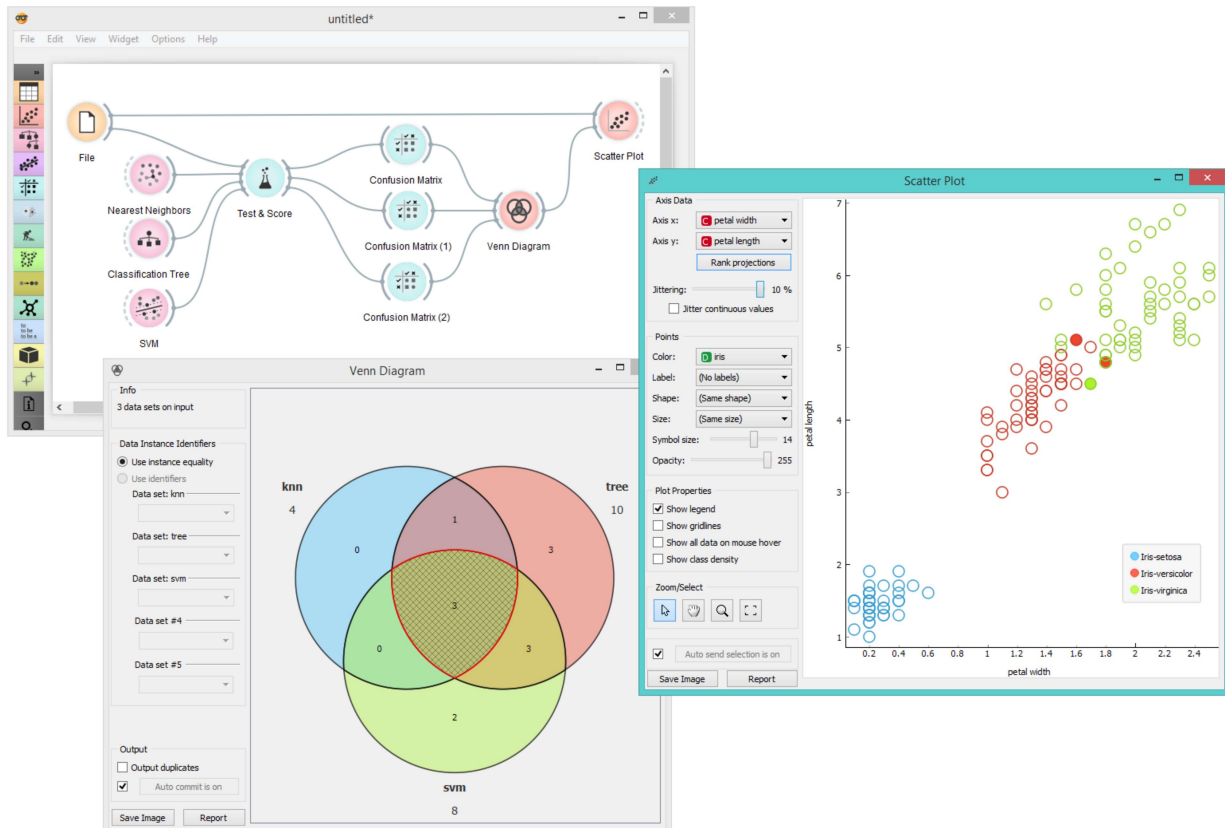 untitled*
File Edit View Widget Options Help
»
File
Nearest Neighbors
Classification Tree
SVM
Test & Score
Confusion Matrix
Confusion Matrix (1)
Confusion Matrix (2)
Venn Diagram
Scatter Plot
to
to be
to be a
Venn Diagram
Info
3 data sets on input
Data Instance Identifiers
Use instance equality
Use identifiers
Data set: knn
Data set: tree
Data set: svm
Data set #4
Data set #5
Output
Output duplicates
Auto commit is on
Save Image Report
knn
4
tree
10
1
0
3
3
0
3
2
svm
8
Scatter Plot
Axis Data
Axis x: C petal width
Axis y: C petal length
Rank projections
Jittering: 10 %
Jitter continuous values
Points
Color: D iris
Label: (No labels)
Shape: (Same shape)
Size: (Same size)
Symbol size: 14
Opacity: 255
Plot Properties
Show legend
Show gridlines
Show all data on mouse hover
Show class density
Zoom/Select
Auto send selection is on
Save Image Report
7
6
5
4
3
2
1
petal length
0.2 0.4 0.6 0.8 1 1.2 1.4 1.6 1.8 2 2.2 2.4
petal width
Iris-setosa
Iris-versicolor
Iris-virginica